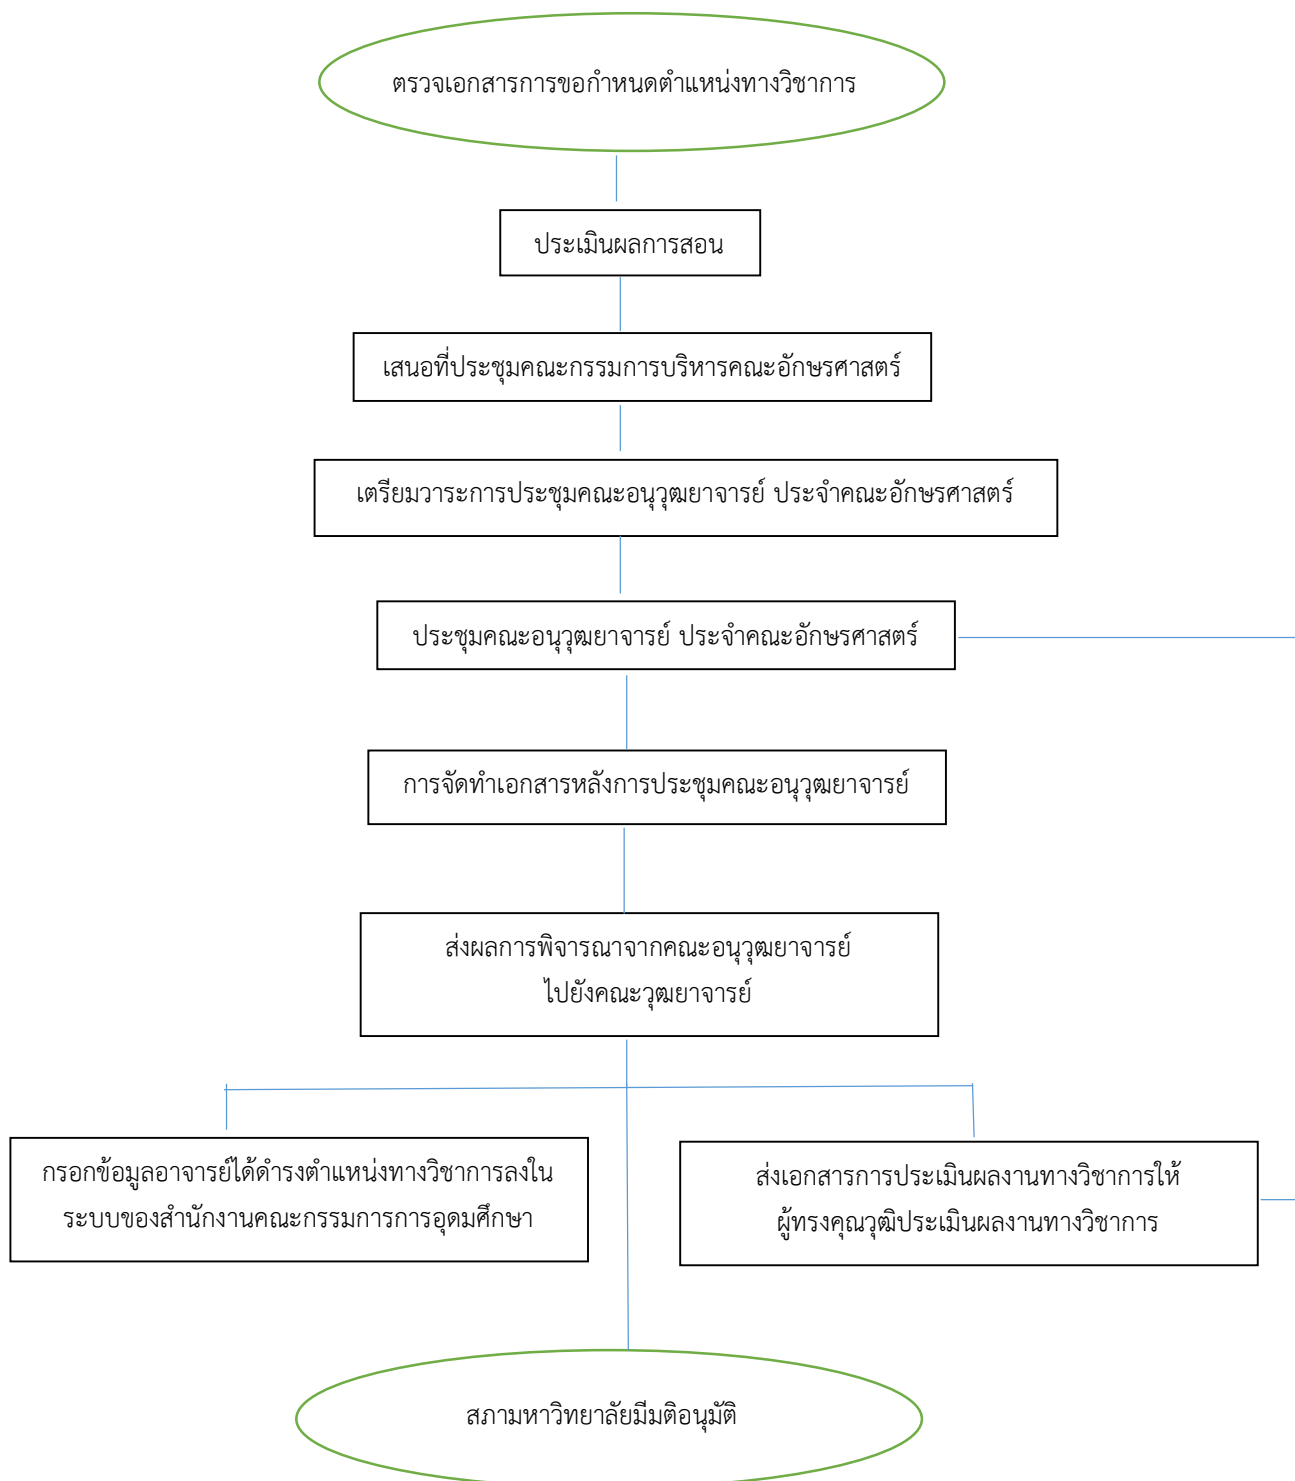 ตรวจเอกสารการขอกำหนดตำแหน่งทางวิชาการ
ประเมินผลการสอน
เสนอที่ประชุมคณะกรรมการบริหารคณะอักษรศาสตร์
เตรียมวาระการประชุมคณะอนุวุฒยาจารย์ ประจำคณะอักษรศาสตร์
ประชุมคณะอนุวุฒยาจารย์ ประจำคณะอักษรศาสตร์
การจัดทำเอกสารหลังการประชุมคณะอนุวุฒยาจารย์
ส่งผลการพิจารณาจากคณะอนุวุฒยาจารย์
ไปยังคณะวุฒยาจารย์
กรอกข้อมูลอาจารย์ได้ดำรงตำแหน่งทางวิชาการลงใน
ระบบของสำนักงานคณะกรรมการการอุดมศึกษา
ส่งเอกสารการประเมินผลงานทางวิชาการให้
ผู้ทรงคุณวุฒิประเมินผลงานทางวิชาการ
สภามหาวิทยาลัยมีมติอนุมัติ